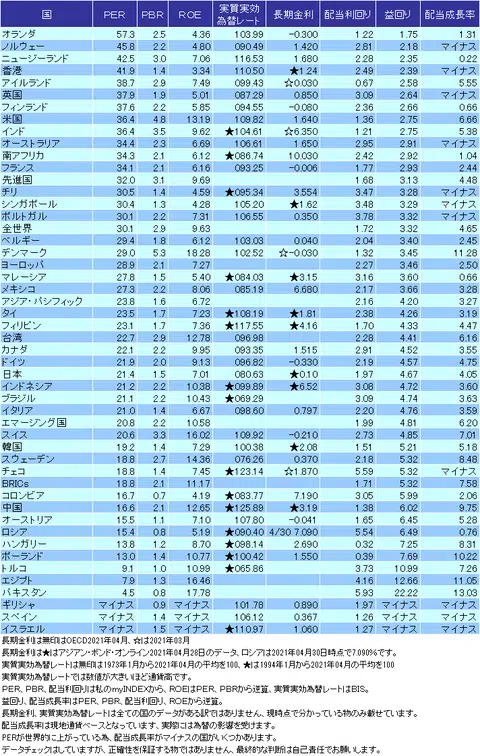 国 PER PBR ROE 実質実効為替レート 長期金利 配当利回り 益回り 配当成長率
オランダ 57.3 2.5 4.36 103.99 -0.300 1.22 1.75 1.31
ノルウェー 45.8 2.2 4.80 090.49 1.420 2.81 2.18 マイナス
ニュージーランド 42.5 3.0 7.06 116.53 1.680 2.28 2.35 0.22
香港 41.9 1.4 3.34 110.50 ★1.24 2.49 2.39 マイナス
アイルランド 38.7 2.9 7.49 099.43 ☆0.030 0.67 2.58 5.55
英国 37.9 1.9 5.01 087.29 0.850 3.09 2.64 マイナス
フィンランド 37.6 2.2 5.85 094.55 -0.080 2.36 2.66 0.66
米国 36.4 4.8 13.19 109.82 1.640 1.36 2.75 6.66
インド 36.4 3.5 9.62 ★104.61 ☆6.350 1.21 2.75 5.38
オーストラリア 34.4 2.3 6.69 106.61 1.650 2.95 2.91 マイナス
南アフリカ 34.3 2.1 6.12 ★086.74 10.030 2.42 2.92 1.04
フランス 34.1 2.1 6.16 093.25 -0.006 1.77 2.93 2.44
先進国 32.0 3.1 9.69 1.68 3.13 4.48
チリ 30.5 1.4 4.59 ★095.34 3.554 3.47 3.28 マイナス
シンガポール 30.4 1.3 4.28 105.20 ★1.62 3.48 3.29 マイナス
ポルトガル 30.1 2.2 7.31 106.55 0.350 3.78 3.32 マイナス
全世界 30.1 2.9 9.63 1.72 3.32 4.65
ベルギー 29.4 1.8 6.12 103.03 0.040 2.04 3.40 2.45
デンマーク 29.0 5.3 18.28 102.52 ☆-0.030 1.32 3.45 11.28
ヨーロッパ 28.9 2.1 7.27 2.27 3.46 2.50
マレーシア 27.8 1.5 5.40 ★084.03 ★3.15 3.16 3.60 0.66
メキシコ 27.3 2.2 8.06 085.19 6.680 2.17 3.66 3.28
アジア・パシフィック 23.8 1.6 6.72 2.16 4.20 3.27
タイ 23.5 1.7 7.23 ★108.19 ★1.81 2.38 4.26 3.19
フィリピン 23.1 1.7 7.36 ★117.55 ★4.16 1.70 4.33 4.47
台湾 22.7 2.9 12.78 096.98 2.28 4.41 6.16
カナダ 22.1 2.2 9.95 093.35 1.515 2.91 4.52 3.55
ドイツ 21.9 2.0 9.13 096.82 -0.330 2.19 4.57 4.75
日本 21.4 1.5 7.01 080.63 ★0.10 1.97 4.67 4.05
インドネシア 21.2 2.2 10.38 ★099.89 ★6.52 3.08 4.72 3.60
ブラジル 21.1 2.2 10.43 ★069.29 3.09 4.74 3.63
イタリア 21.0 1.4 6.67 098.60 0.797 2.20 4.76 3.59
エマージング国 20.8 2.2 10.58 1.99 4.81 6.20
スイス 20.6 3.3 16.02 109.92 -0.210 2.73 4.85 7.01
韓国 19.2 1.4 7.29 100.38 ★2.08 1.51 5.21 5.18
スウェーデン 18.8 2.7 14.36 076.26 0.370 2.18 5.32 8.48
チェコ 18.8 1.4 7.45 ★123.14 ☆1.870 5.59 5.32 マイナス
BRICs 18.8 2.1 11.17 1.71 5.32 7.58
コロンビア 16.7 0.7 4.19 ★083.77 7.190 3.05 5.99 2.06
中国 16.6 2.1 12.65 ★125.89 ★3.19 1.38 6.02 9.75
オーストリア 15.5 1.1 7.10 107.80 -0.041 1.65 6.45 5.28
ロシア 15.4 0.8 5.19 ★090.40 4/30 7.090 5.54 6.49 0.76
ハンガリー 13.8 1.2 8.70 ★098.14 2.690 0.32 7.25 8.31
ポーランド 13.0 1.4 10.77 ★100.42 1.550 0.39 7.69 10.22
トルコ 9.1 1.0 10.99 ★065.86 3.73 10.99 7.26
エジプト 7.9 1.3 16.46 4.16 12.66 11.05
パキスタン 4.5 0.8 17.78 5.93 22.22 13.03
ギリシャ マイナス 0.9 マイナス 101.78 0.890 1.97 マイナス マイナス
スペイン マイナス 1.4 マイナス 106.12 0.367 1.26 マイナス マイナス
イスラエル マイナス 1.5 マイナス ★110.97 1.060 1.27 マイナス マイナス
長期金利は無印はOECD2021年04月、☆は2021年03月
長期金利は★はアジアン・ボンド・オンライン2021年04月28日のデータ、ロシアは2021年04月30日時点で7.090%です。
実質実効為替レートは無印は1973年1月から2021年04月の平均を100、★は1994年1月から2021年04月の平均を100
実質実効為替レートでは数値が大きいほど通貨高です。
PER、PBR、配当利回りは私のmyINDEXから、ROEはPER、PBRから逆算、実質実効為替レートはBIS。
益回り、配当成長率はPER、PBR、配当利回り、ROEから逆算。
長期金利、実質実効為替レートは全ての国のデータがある訳ではありません、現時点で分かっている物のみ載せています。
配当成長率は現地通貨ベースとなっています、実際には為替の影響を受けます。
PERが世界的に上がっている為、配当成長率がマイナスの国がいくつかあります。
データチェックはしていますが、正確性を保証する物ではありません、最終的な判断は自己責任でお願いします。